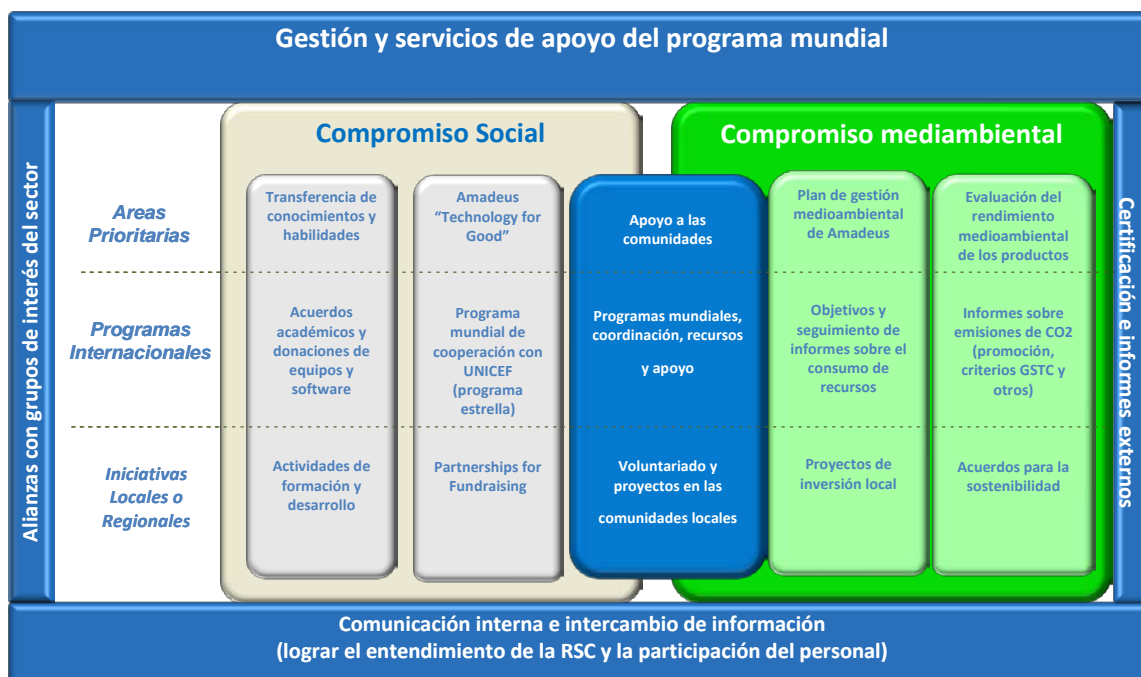 Gestión y servicios de apoyo del programa mundial
Alianzas con grupos de interés del sector
Compromiso Social
Compromiso mediambiental
Certificación e informes externos
Areas
Prioritarias
Transferencia de
conocimientos y
habilidades
Amadeus
“Technology for
Good”
Apoyo a las
comunidades
Plan de gestión
medioambiental
de Amadeus
Evaluación del
rendimiento
medioambiental
de los productos
Programas
Internacionales
Acuerdos
académicos y
donaciones de
equipos y
software
Programa
mundial de
cooperación con
UNICEF
(programa
estrella)
Programas mundiales,
coordinación, recursos
y apoyo
Objetivos y
seguimiento de
informes sobre el
consumo de
recursos
Informes sobre
emisiones de CO2
(promoción,
criterios GSTC y
otros)
Iniciativas
Locales o
Regionales
Actividades de
formación y
desarrollo
Partnerships for
Fundraising
Voluntariado y
proyectos en las
comunidades locales
Proyectos de
inversión local
Acuerdos para la
sostenibilidad
Comunicación interna e intercambio de información
(lograr el entendimiento de la RSC y la participación del personal)